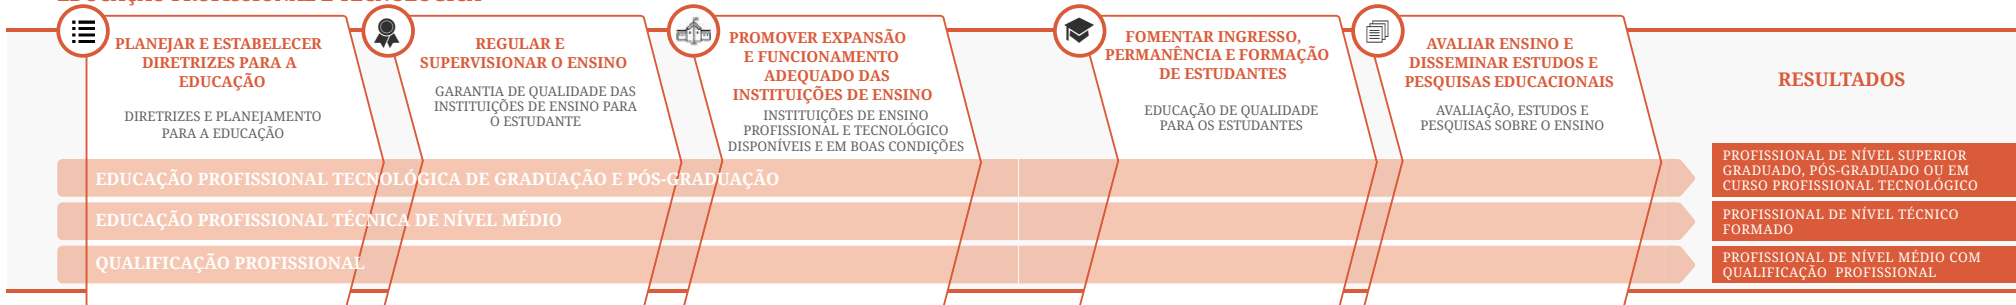 PLANEJAR E ESTABELECER
DIRETRIZES PARA A
EDUCAÇÃO
DIRETRIZES E PLANEJAMENTO
PARA A EDUCAÇÃO
REGULAR E
SUPERVISIONAR O ENSINO
GARANTIA DE QUALIDADE DAS
INSTITUIÇÕES DE ENSINO PARA
O ESTUDANTE
PROMOVER EXPANSÃO
E FUNCIONAMENTO
ADEQUADO DAS
INSTITUIÇÕES DE ENSINO
INSTITUIÇÕES DE ENSINO
PROFISSIONAL E TECNOLÓGICO
DISPONÍVEIS E EM BOAS CONDIÇÕES
FOMENTAR INGRESSO,
PERMANÊNCIA E FORMAÇÃO
DE ESTUDANTES
EDUCAÇÃO DE QUALIDADE
PARA OS ESTUDANTES
AVALIAR ENSINO E
DISSEMINAR ESTUDOS E
PESQUISAS EDUCACIONAIS
AVALIAÇÃO, ESTUDOS E
PESQUISAS SOBRE O ENSINO
RESULTADOS
EDUCAÇÃO PROFISSIONAL TECNOLÓGICA DE GRADUAÇÃO E PÓS-GRADUAÇÃO
PROFISSIONAL DE NÍVEL SUPERIOR
GRADUADO, PÓS-GRADUADO OU EM
CURSO PROFISSIONAL TECNOLÓGICO
EDUCAÇÃO PROFISSIONAL TÉCNICA DE NÍVEL MÉDIO
PROFISSIONAL DE NÍVEL TÉCNICO
FORMADO
QUALIFICAÇÃO PROFISSIONAL
PROFISSIONAL DE NÍVEL MÉDIO COM
QUALIFICAÇÃO PROFISSIONAL